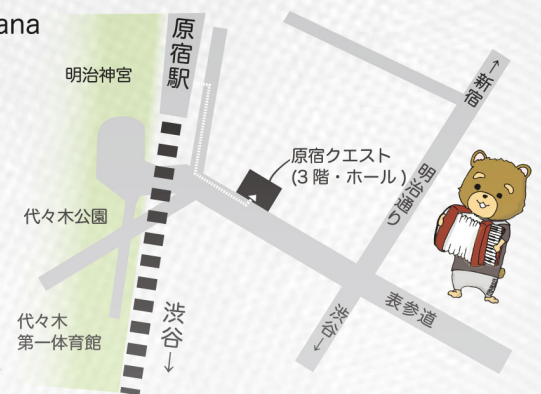 ana
原宿駅
明治神宮
←新宿
原宿クエスト
(3階・ホール)
明治通り
代々木公園
表参道
渋谷→
代々木
第一体育館
渋谷→